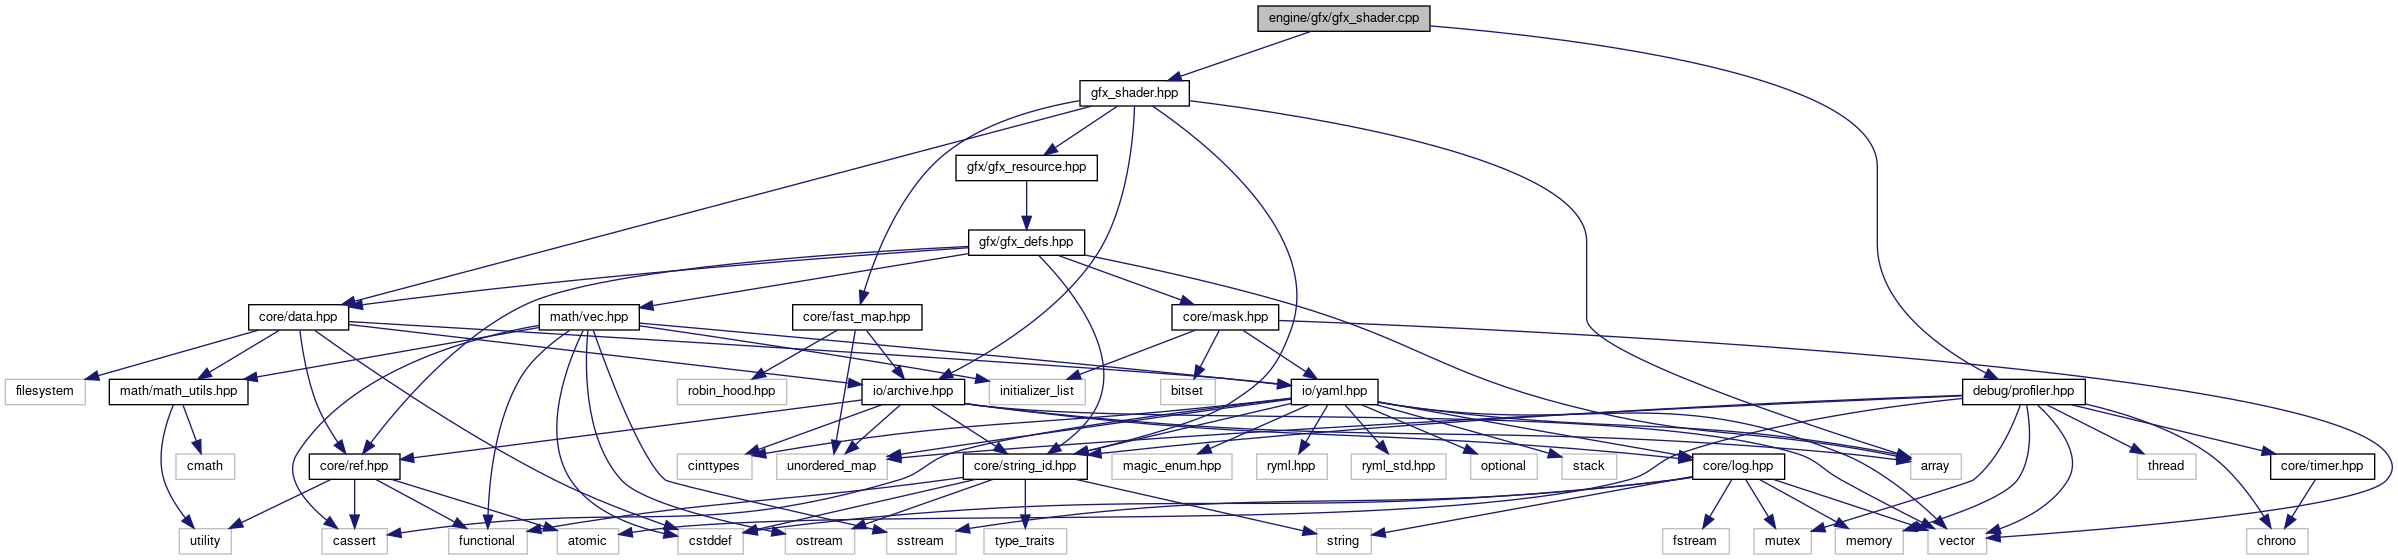 engine/gfx/gfx_shader.cpp
gfx_shader.hpp
gfx/gfx_resource.hpp
gfx/gfx_defs.hpp
core/data.hpp
math/vec.hpp
core/fast_map.hpp
core/mask.hpp
filesystem
math/math_utils.hpp
robin_hood.hpp
io/archive.hpp
initializer_list
bitset
io/yaml.hpp
debug/profiler.hpp
cmath
core/ref.hpp
cinttypes
unordered_map
core/string_id.hpp
magic_enum.hpp
ryml.hpp
ryml_std.hpp
optional
stack
core/log.hpp
array
thread
core/timer.hpp
utility
cassert
functional
atomic
cstddef
ostream
sstream
type_traits
string
fstream
mutex
memory
vector
chrono